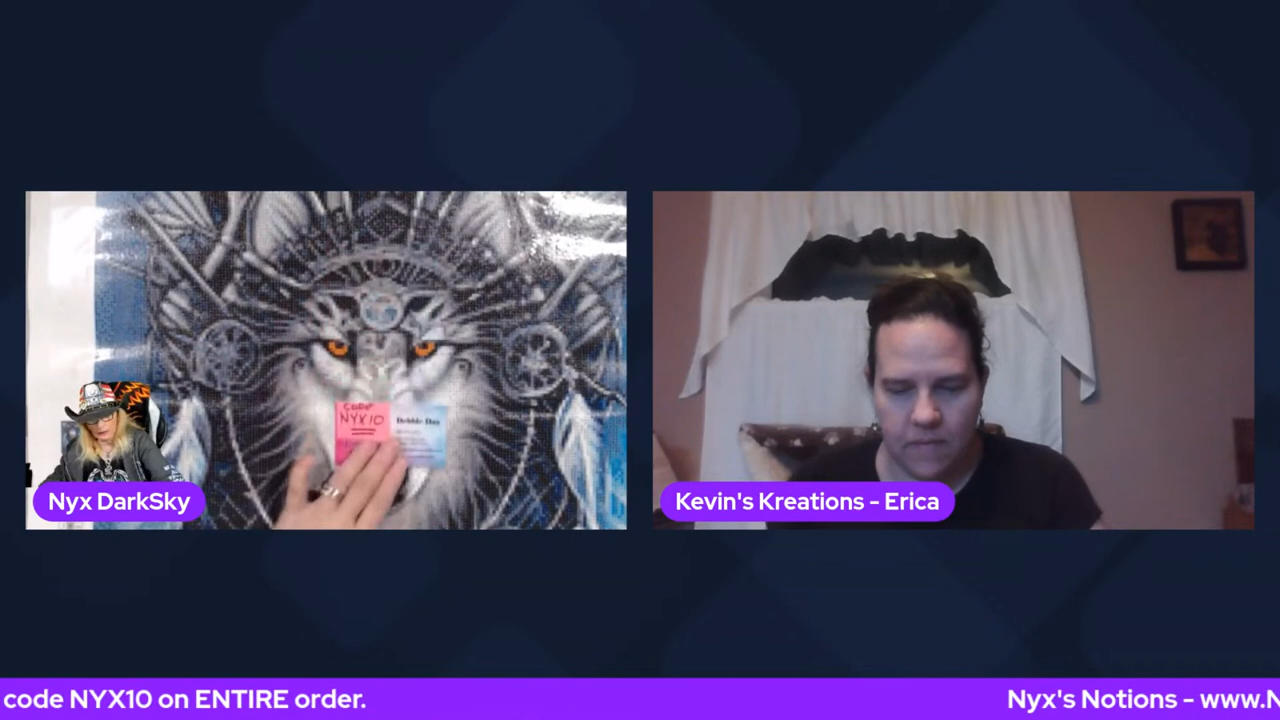 CODE
NYX10
Debbie Day
Nyx DarkSky
Kevin's Kreations - Erica
code NYX10 on ENTIRE order.
Nyx's Notions - www.N